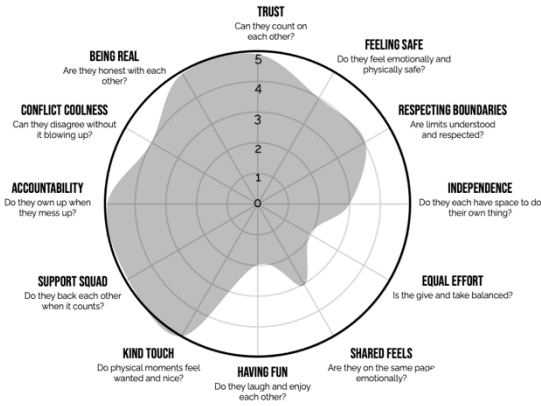 TRUST
Can they count on
each other?
FEELING SAFE
Do they feel emotionally and
physically safe?
RESPECTING BOUNDARIES
Are limits understood
and respected?
INDEPENDENCE
Do they each have space to do
their own thing?
EQUAL EFFORT
Is the give and take balanced?
SHARED FEELS
Are they on the same page
emotionally?
HAVING FUN
Do they laugh and enjoy
each other?
KIND TOUCH
Do physical moments feel
wanted and nice?
SUPPORT SQUAD
Do they back each other
when it counts?
ACCOUNTABILITY
Do they own up when
they mess up?
CONFLICT COOLNESS
Can they disagree without
it blowing up?
BEING REAL
Are they honest with each
other?
5
4
3
2
1
0